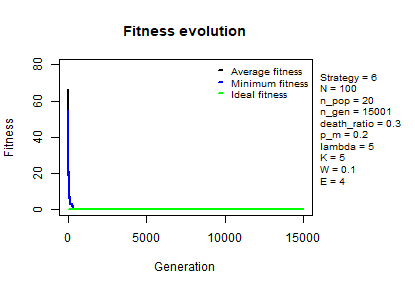 Fitness evolution
Fitness
80
60
40
20
0
Average fitness
Minimum fitness
Ideal fitness
Strategy = 6
N = 100
n_pop = 20
n_gen = 15001
death_ratio = 0.3
p_m = 0.2
lambda = 5
K = 5
W = 0.1
E = 4
0
5000
10000
15000
Generation